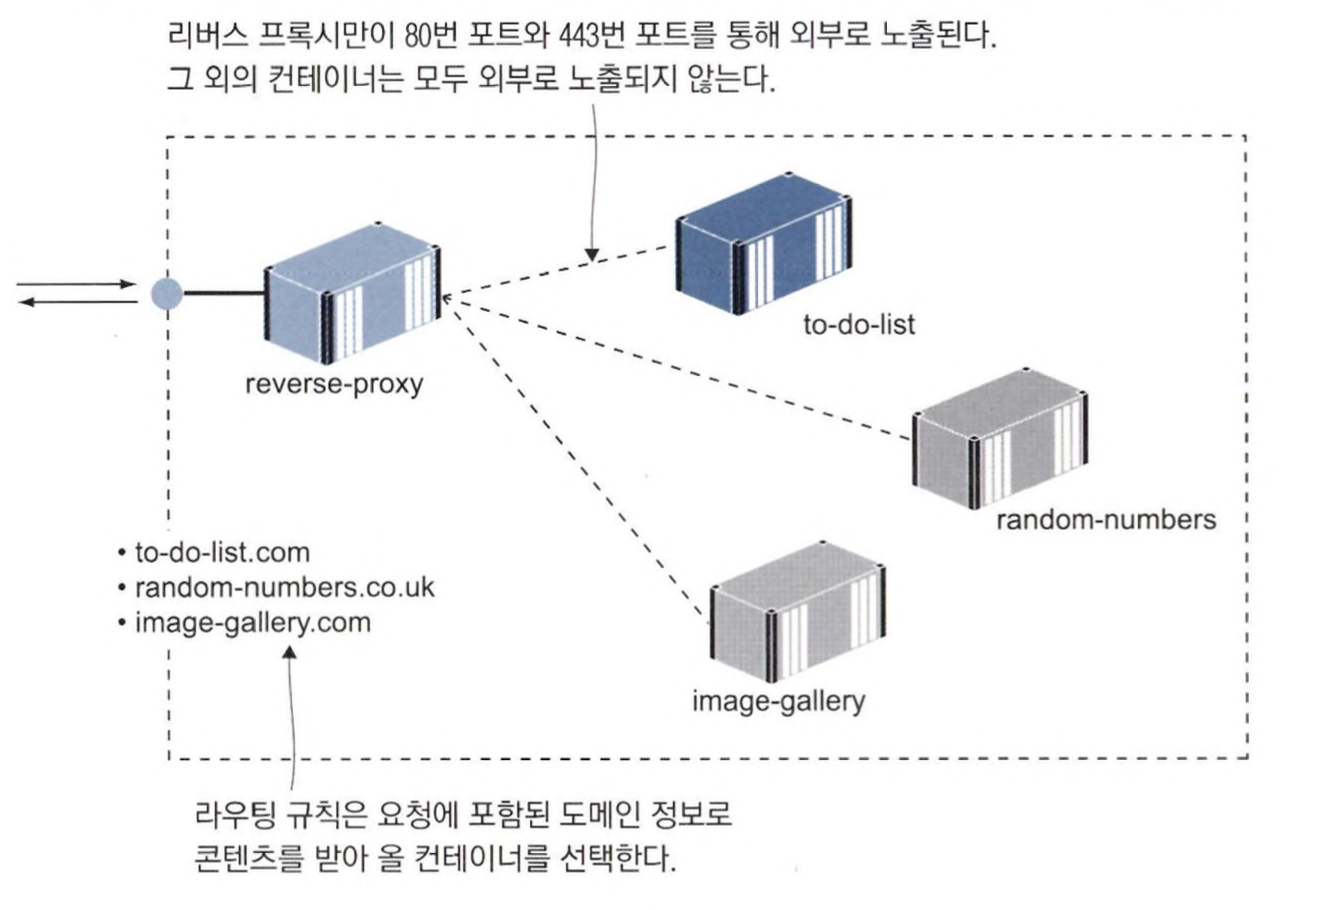 리버스 프록시만이 80번 포트와 443번 포트를 통해 외부로 노출된다.
그 외의 컨테이너는 모두 외부로 노출되지 않는다.
to-do-list
reverse-proxy
random-numbers
• to-do-list.com
• random-numbers.co.uk
• image-gallery.com
image-gallery
라우팅 규칙은 요청에 포함된 도메인 정보로
콘텐츠를 받아 올 컨테이너를 선택한다.